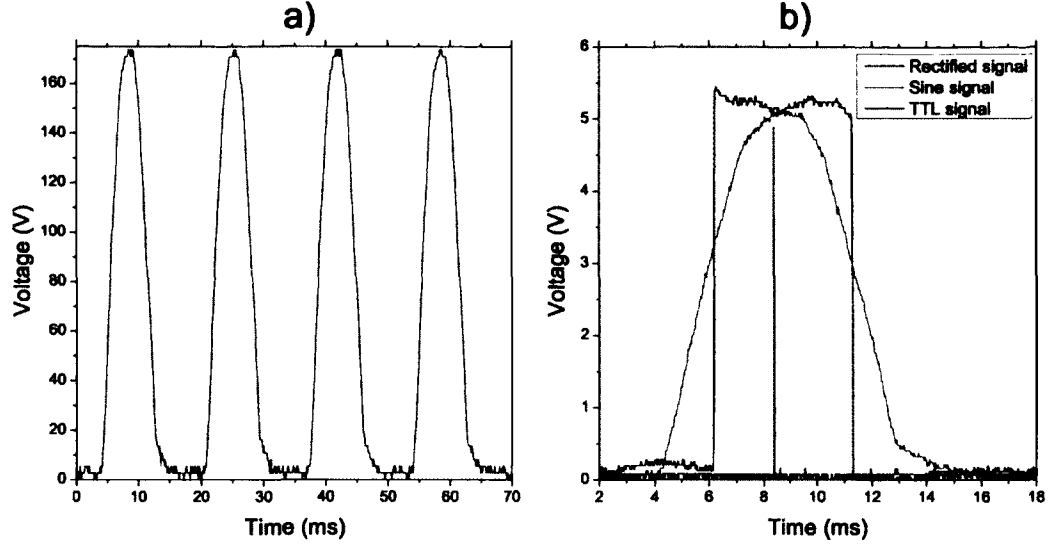 a)
160
140
120
100
80
60
40
20
0
Voltage (V)
0 10 20 30 40 50 60 70
Time (ms)
b)
6
5
4
3
2
1
0
Voltage (V)
Rectified signal
Sine signal
TTL signal
2 4 6 8 10 12 14 16 18
Time (ms)